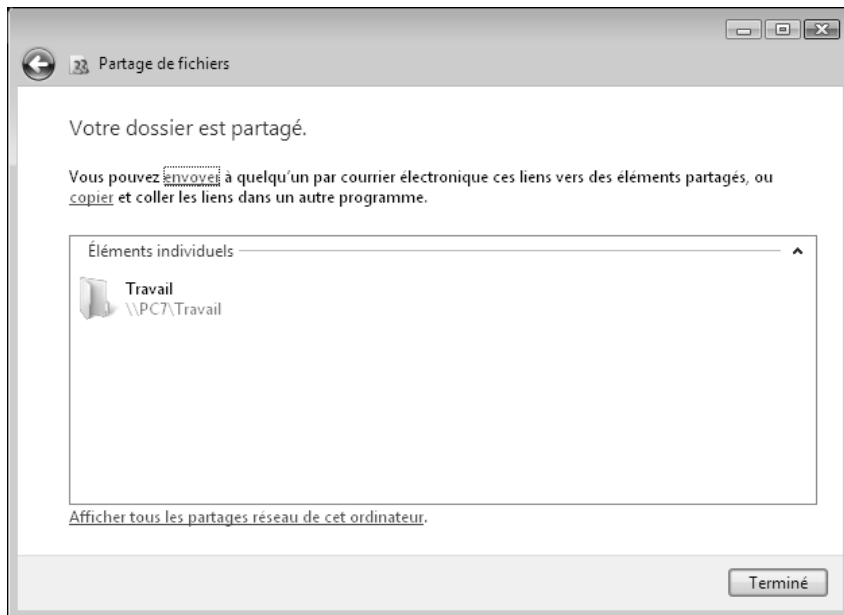 Partage de fichiers
Votre dossier est partagé.
Vous pouvez envoyer à quelqu'un par courrier électronique ces liens vers des éléments partagés, ou
copier et coller les liens dans un autre programme.
Éléments individuels
Travail
\\PC7\Travail
Afficher tous les partages réseau de cet ordinateur.
Terminé